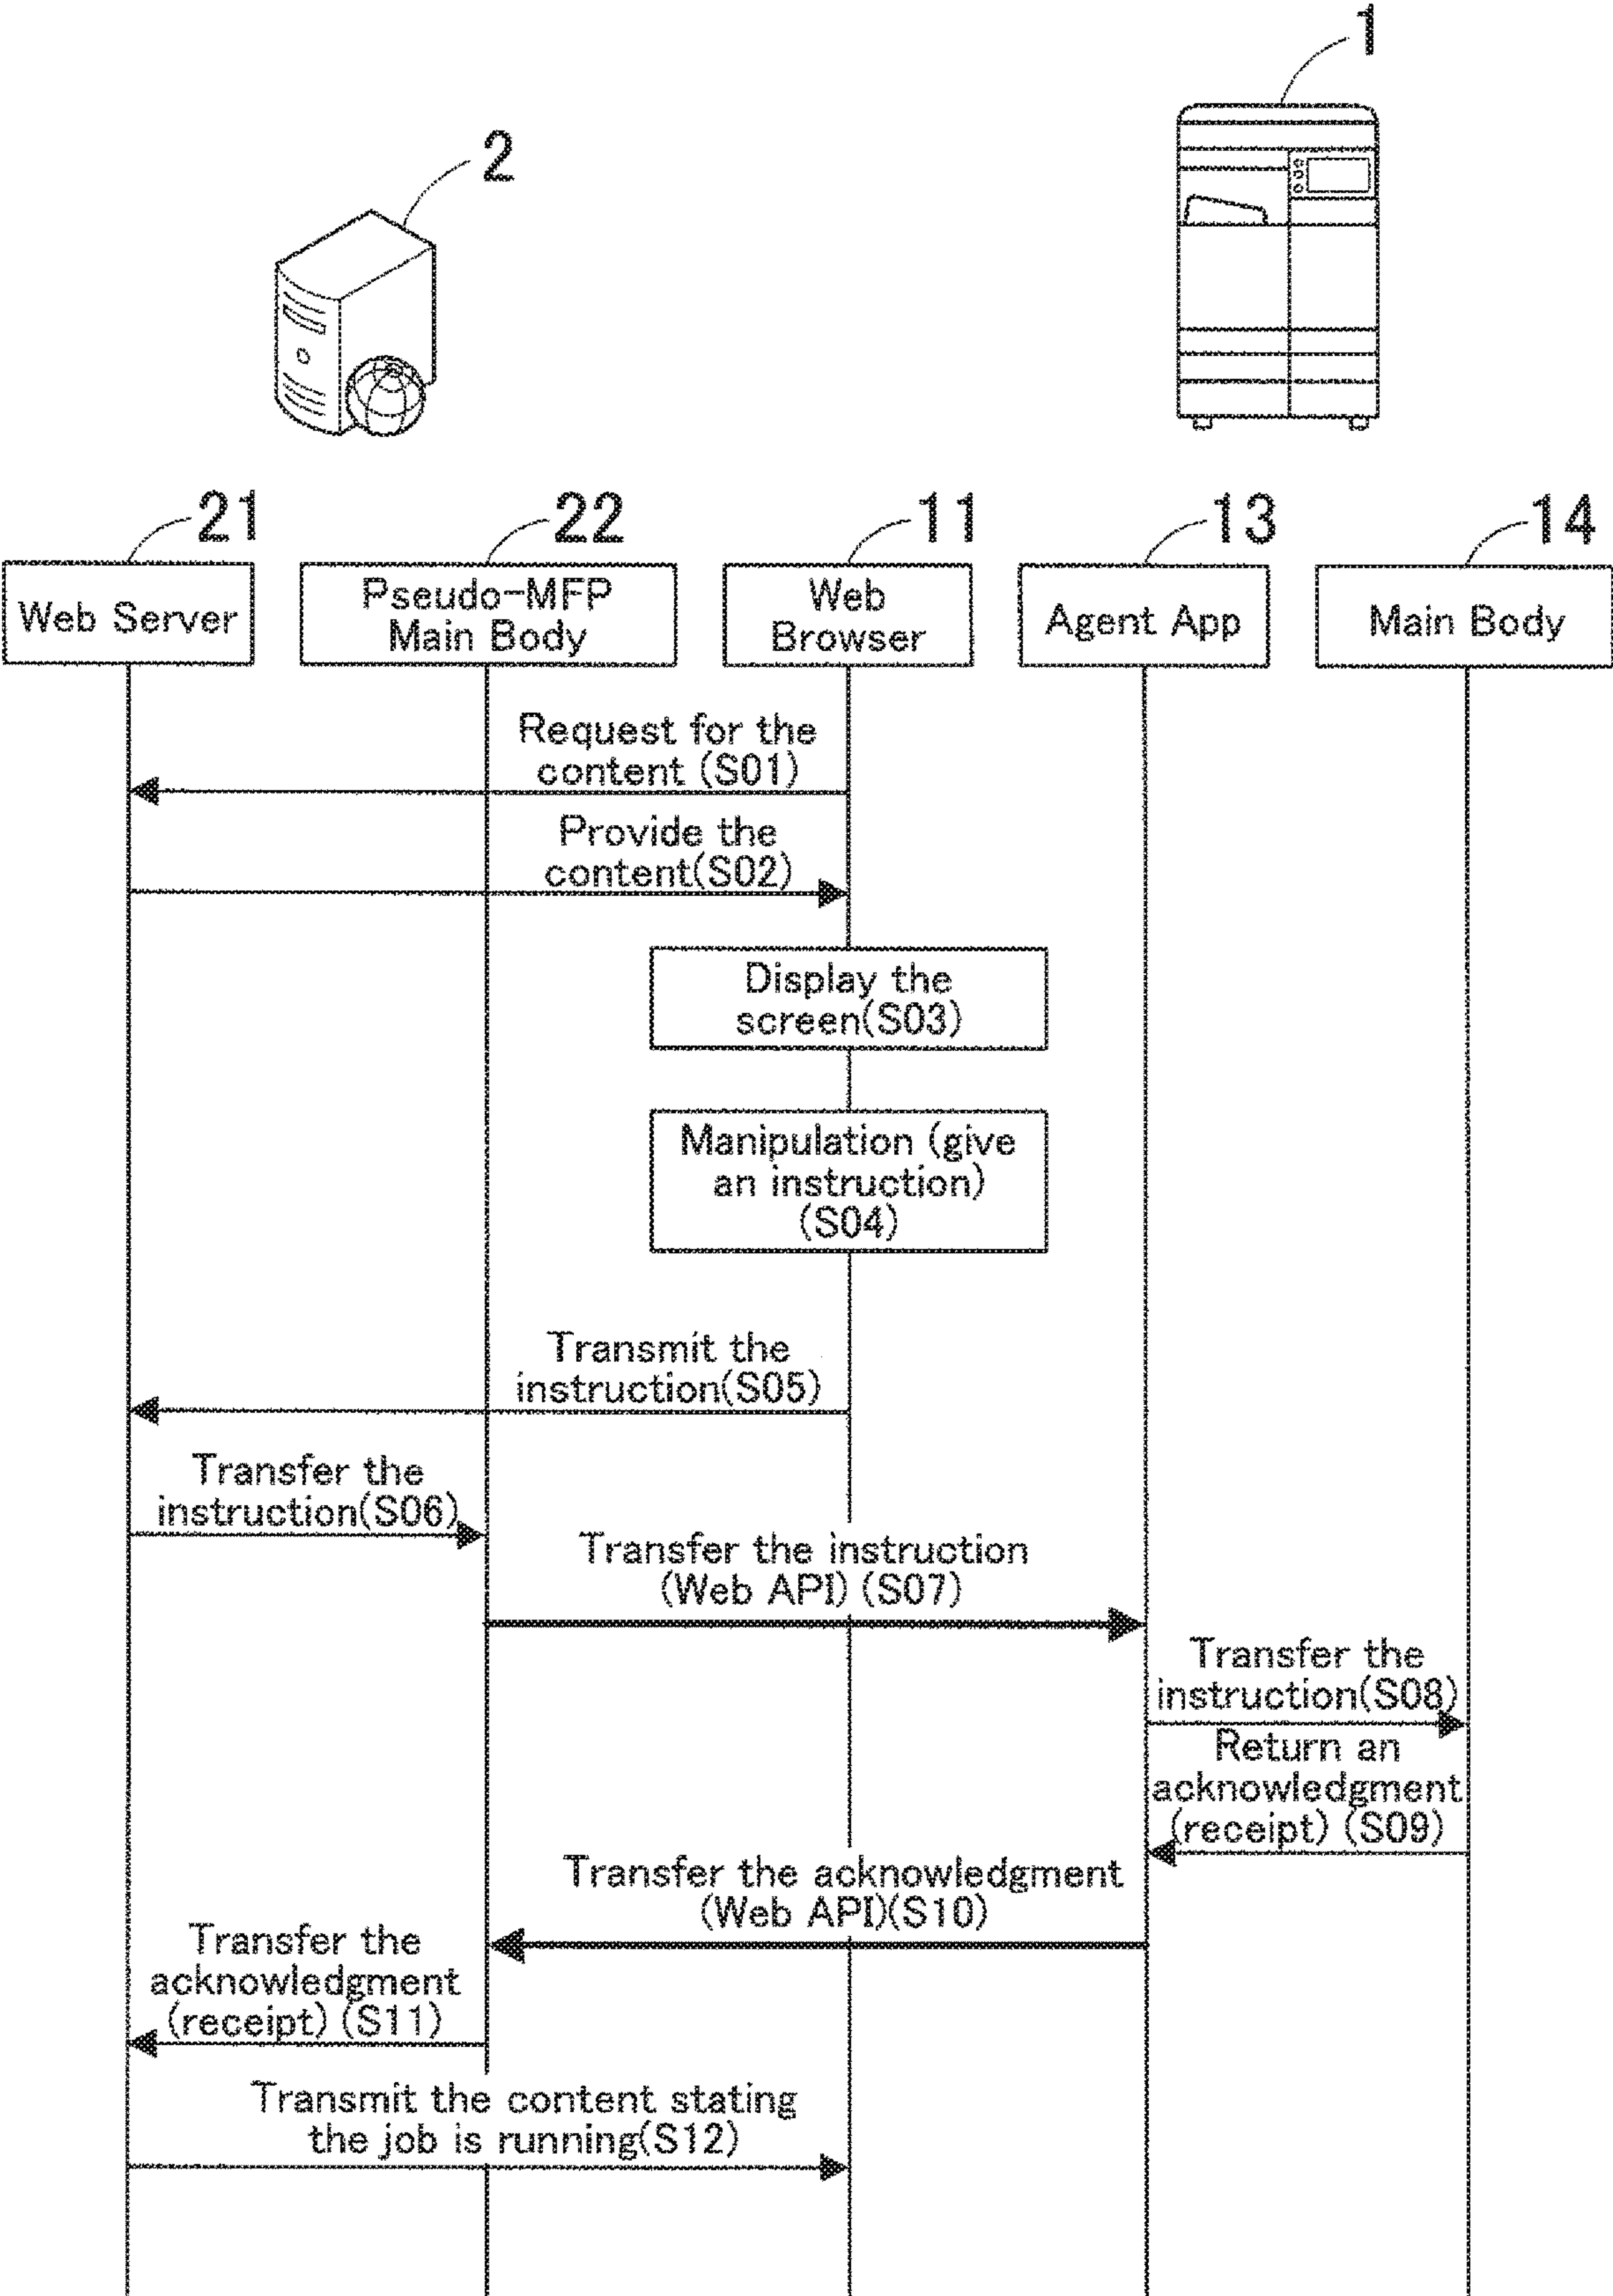 1
2
21
22
11
13
14
Web Server
Pseudo-MFP
Main Body
Web
Browser
Agent App
Main Body
Request for the
content (S01)
Provide the
content(S02)
Display the
screen(S03)
Manipulation (give
an instruction)
(S04)
Transmit the
instruction(S05)
Transfer the
instruction(S06)
Transfer the instruction
(Web API) (S07)
Transfer the
instruction(S08)
Return an
acknowledgment
(receipt) (S09)
Transfer the acknowledgment
(Web API)(S10)
Transfer the
acknowledgment
(receipt) (S11)
Transmit the content stating
the job is running(S12)